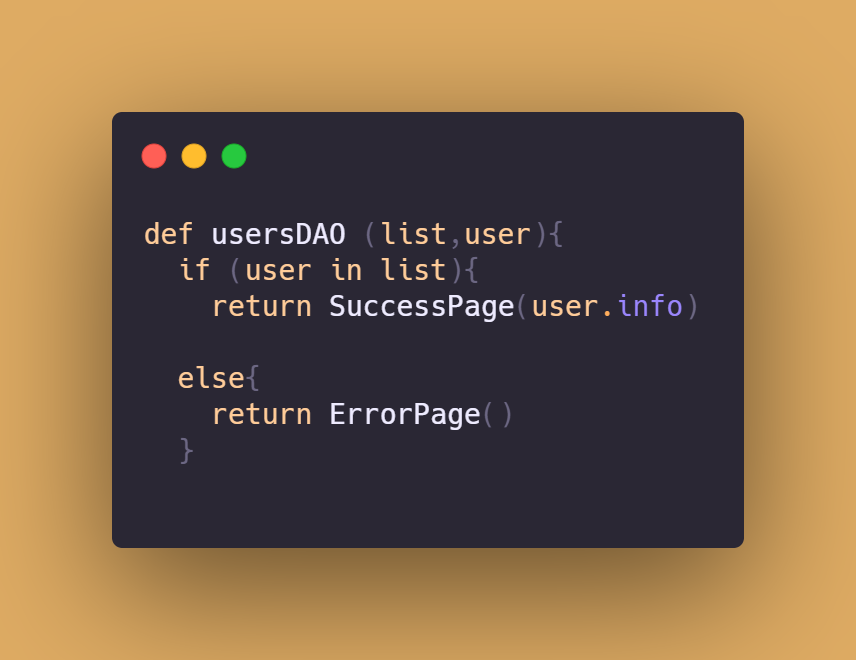 def usersDAO (list,user){
  if (user in list){
    return SuccessPage(user.info)

  else{
    return ErrorPage()
  }